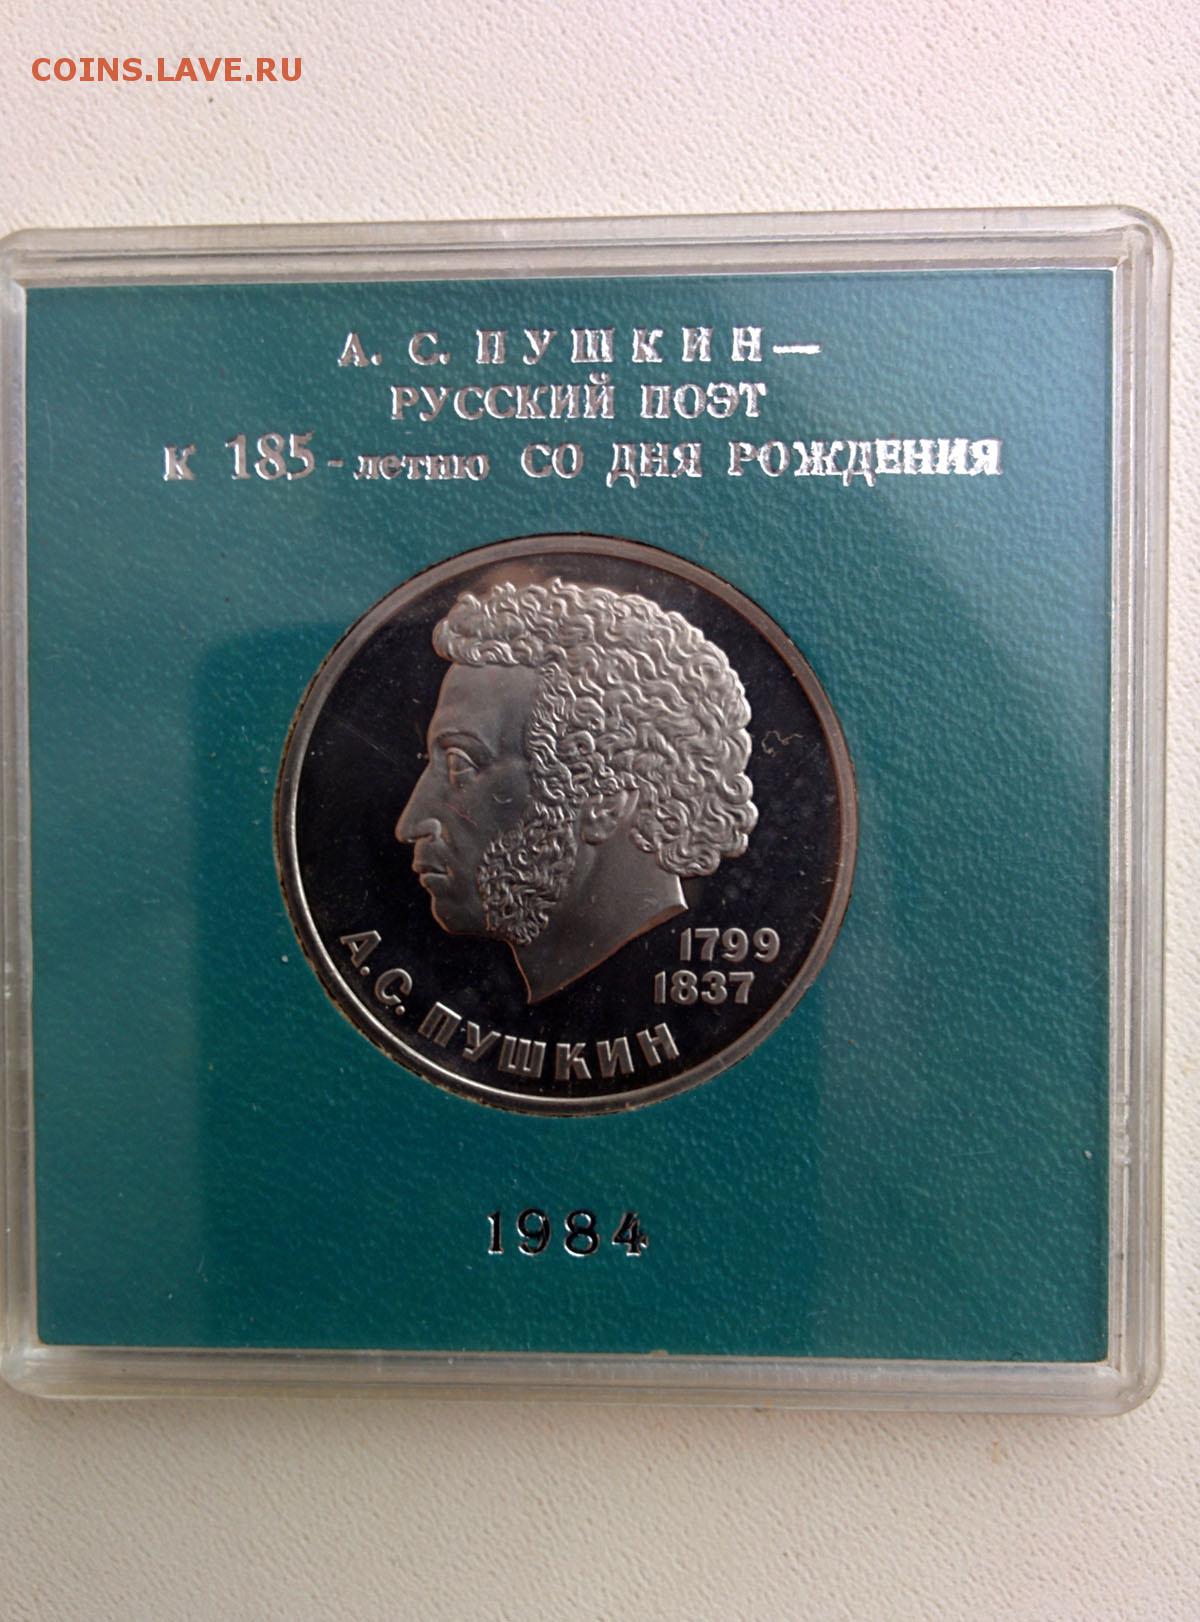 COINS.LAVE.RU
А. С. ПУШКИН—
РУССКИЙ ПОЭТ
К 185-летию СО ДНЯ РОЖДЕНИЯ
1799
1837
А.С. ПУШКИН
1984